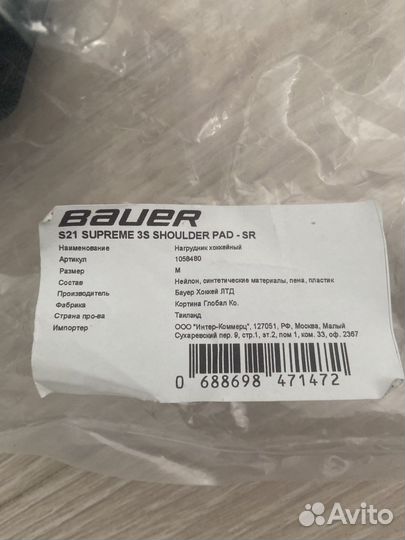 BAUER
S21 SUPREME 3S SHOULDER PAD - SR
Наименование Нагрудник хоккейный
Артикул 1058480
Размер M
Состав Нейлон, синтетические материалы, пена, пластик
Производитель Бауер Хоккей ЛТД
Фабрика Кортина Глобал Ко.
Страна про-ва Таиланд
Импортер ООО "Интер-Коммерц", 127051, РФ, Москва, Малый
Сухаревский пер. 9, стр.1, эт.2, пом 1, ком. 33, оф. 2367
0 688698 471472
Avito